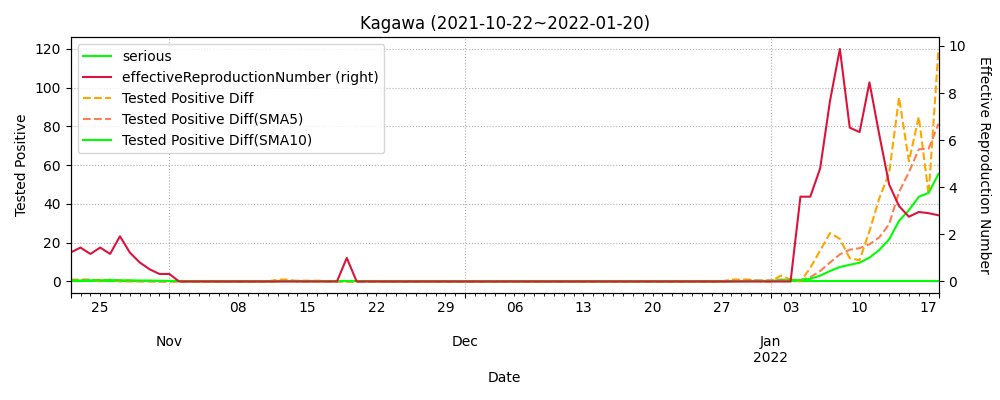 Kagawa (2021-10-22~2022-01-20)
serious
effectiveReproductionNumber (right)
Tested Positive Diff
Tested Positive Diff(SMA5)
Tested Positive Diff(SMA10)
Tested Positive
120
100
80
60
40
20
0
10
8
6
4
2
0
Effective Reproduction Number
25 08 15 22 29 06 13 20 27 03 10 17
Nov Dec Jan
2022
Date